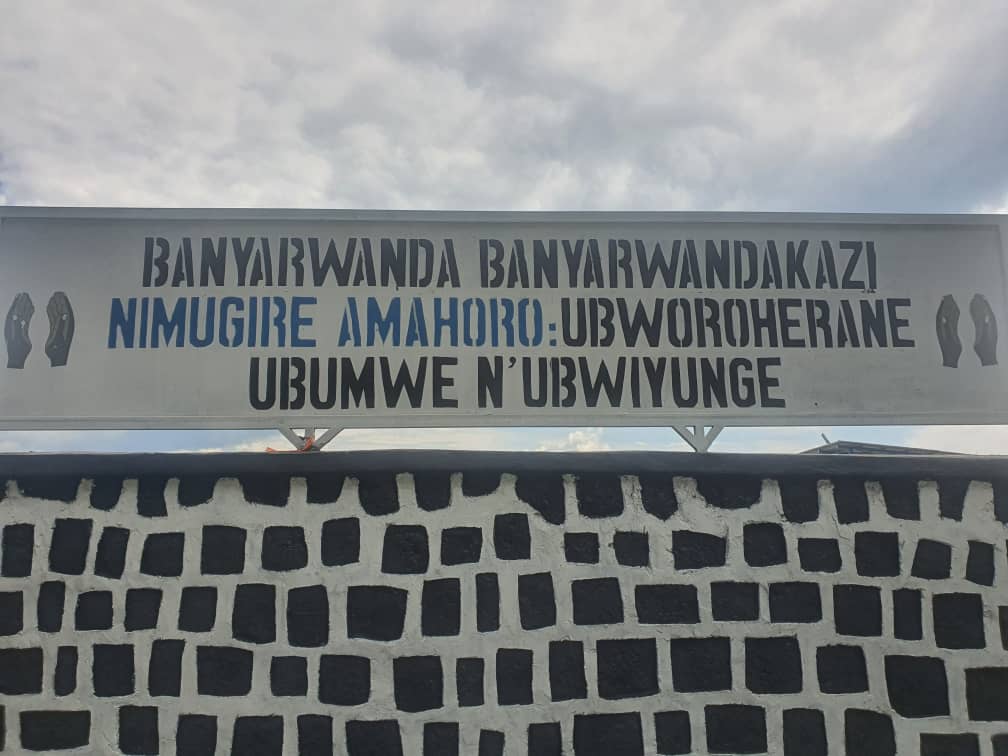 BANYARWANDA BANYARWANDAKAZI
NIMUGIRE AMAHORO:UBWOROHERANE
UBUMWE N'UBWIYUNGE